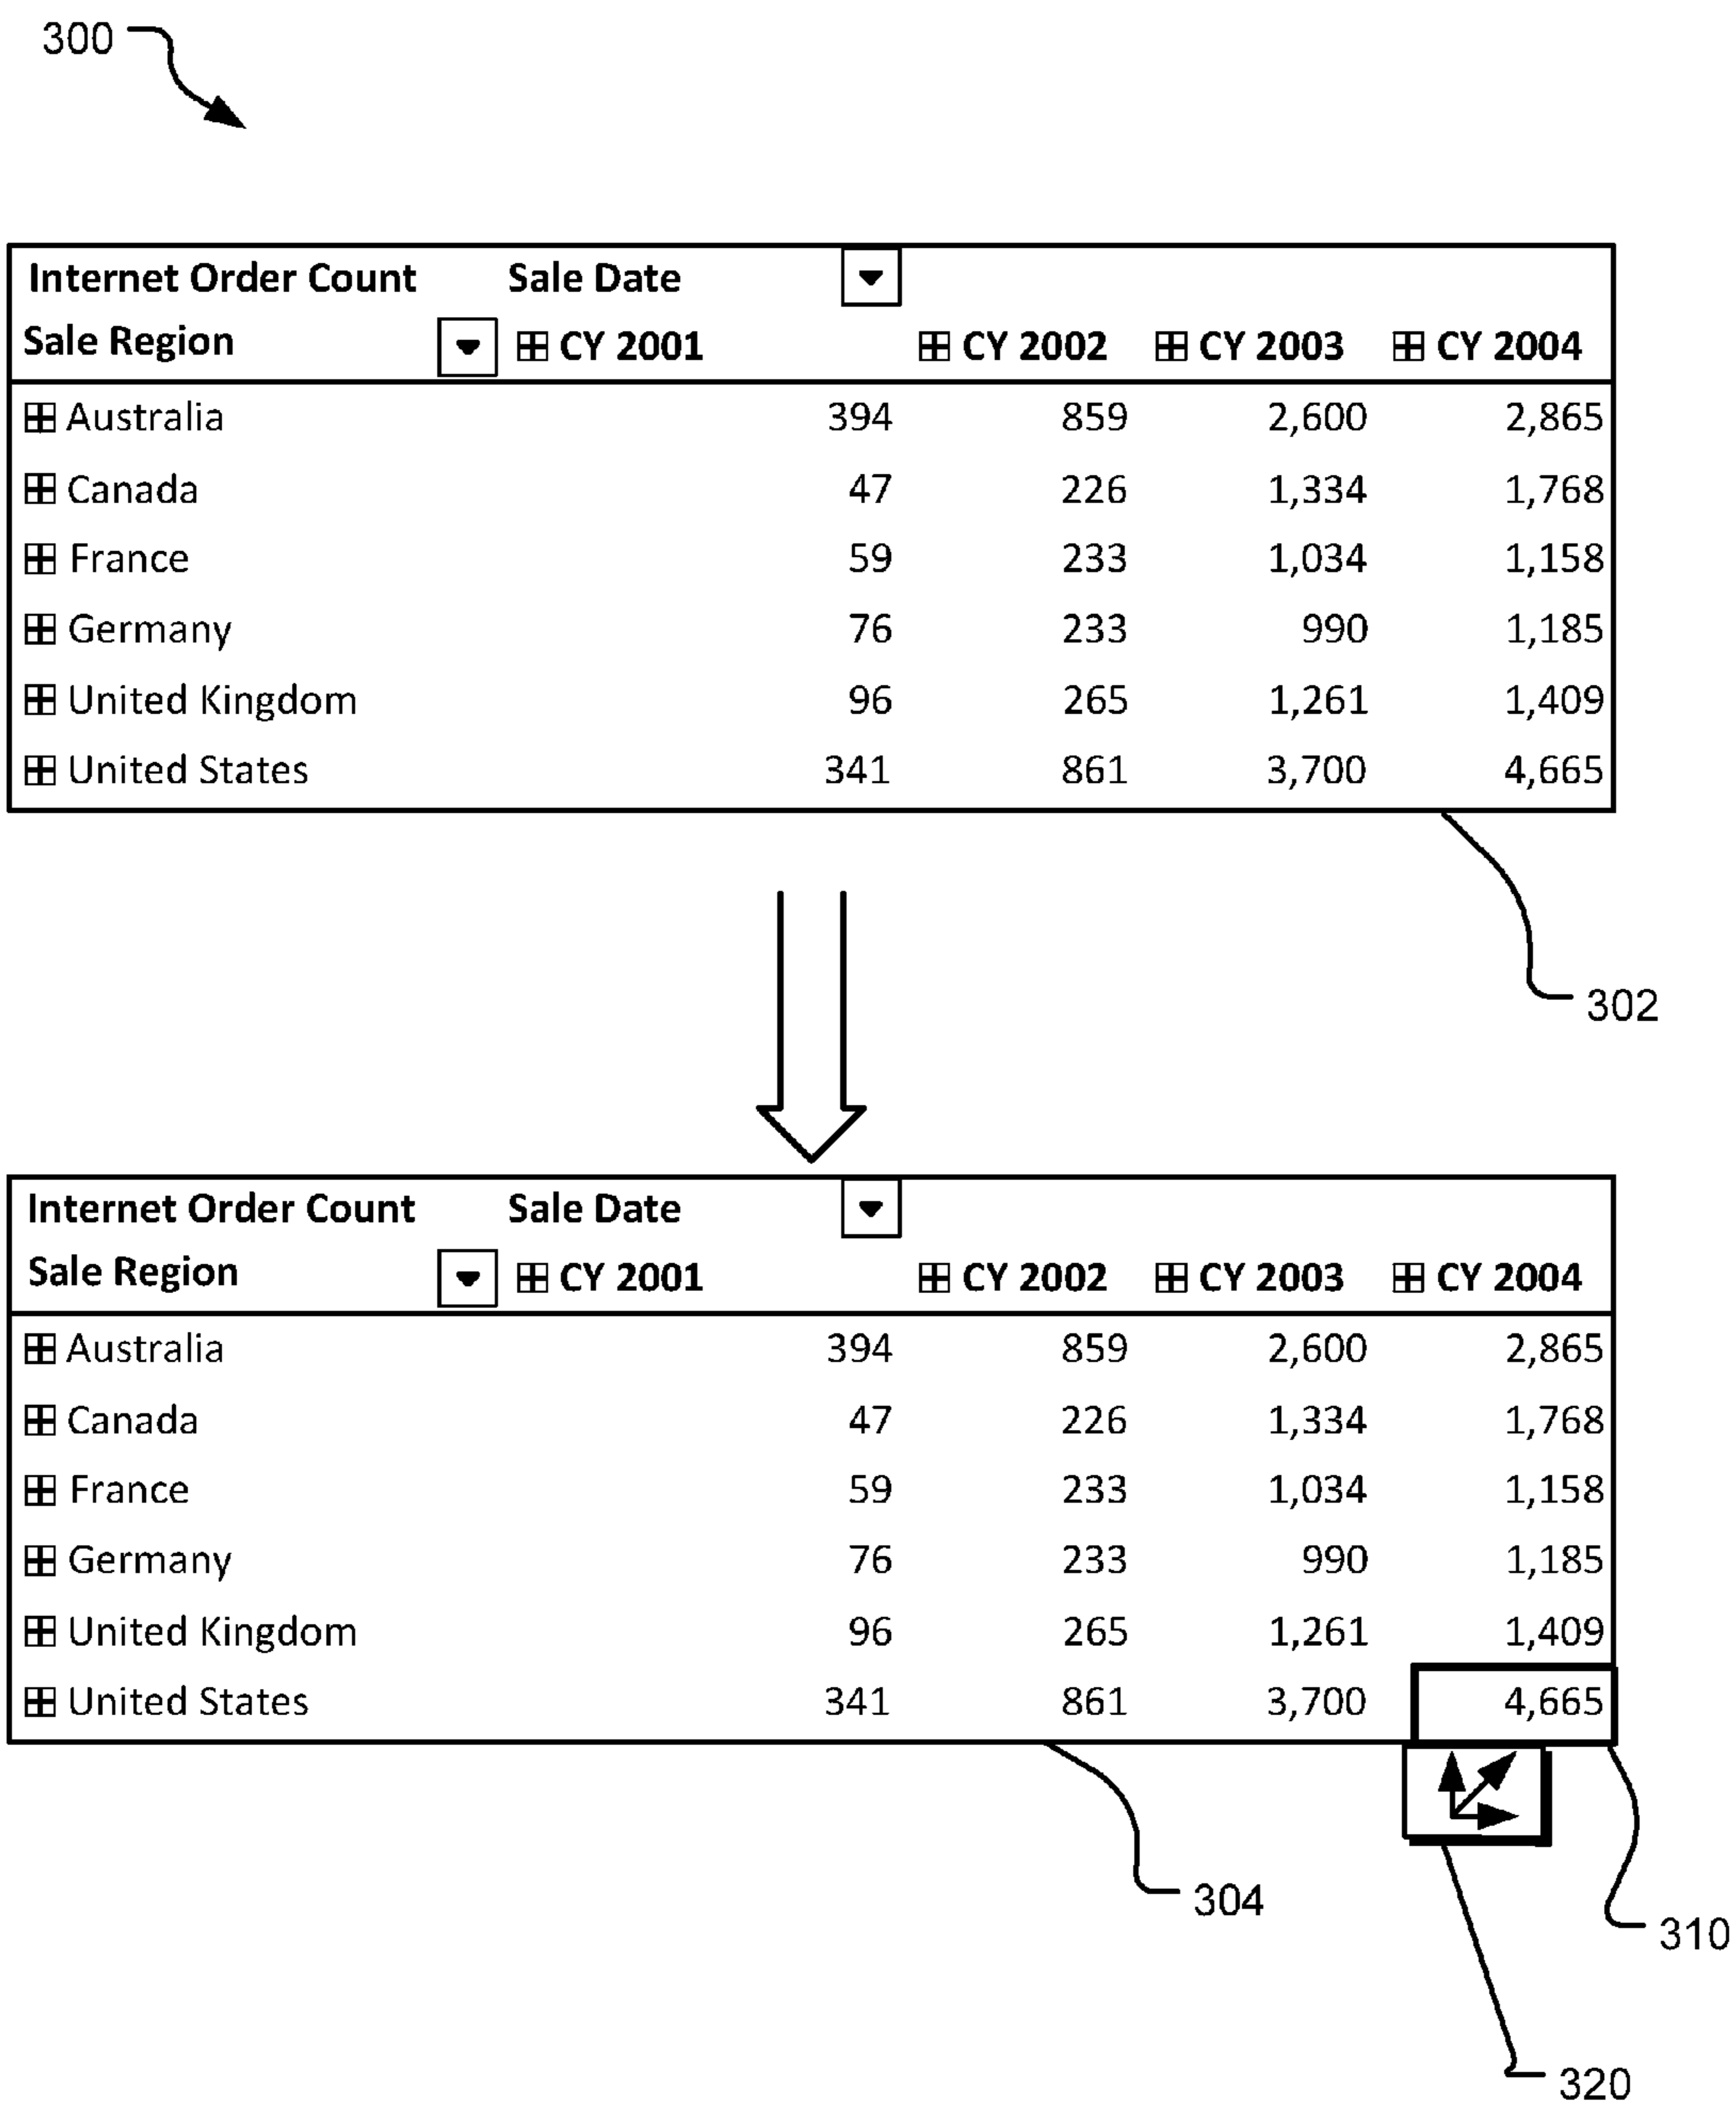 300
Internet Order Count Sale Date
Sale Region CY 2001 CY 2002 CY 2003 CY 2004
Australia 394 859 2,600 2,865
Canada 47 226 1,334 1,768
France 59 233 1,034 1,158
Germany 76 233 990 1,185
United Kingdom 96 265 1,261 1,409
United States 341 861 3,700 4,665
302
Internet Order Count Sale Date
Sale Region CY 2001 CY 2002 CY 2003 CY 2004
Australia 394 859 2,600 2,865
Canada 47 226 1,334 1,768
France 59 233 1,034 1,158
Germany 76 233 990 1,185
United Kingdom 96 265 1,261 1,409
United States 341 861 3,700 4,665
304
310
320